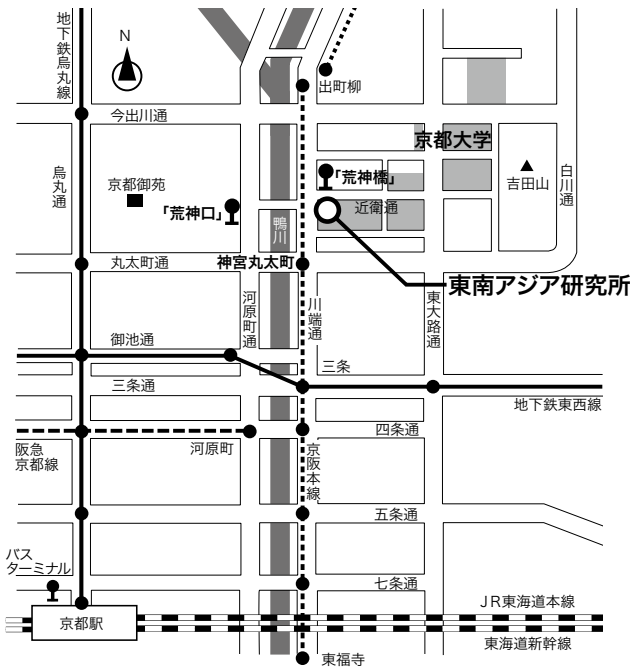 地下鉄烏丸線
N
出町柳
今出川通
京都大学
烏丸通
京都御苑
「荒神口」
「荒神橋」
近衛通
吉田山
白川通
鴨川
丸太町通
神宮丸太町
東南アジア研究所
河原町通
川端通
東大路通
御池通
三条
三条通
地下鉄東西線
阪急
京都線
河原町
四条通
京阪本線
五条通
バス
ターミナル
七条通
京都駅
JR東海道本線
東海道新幹線
東福寺